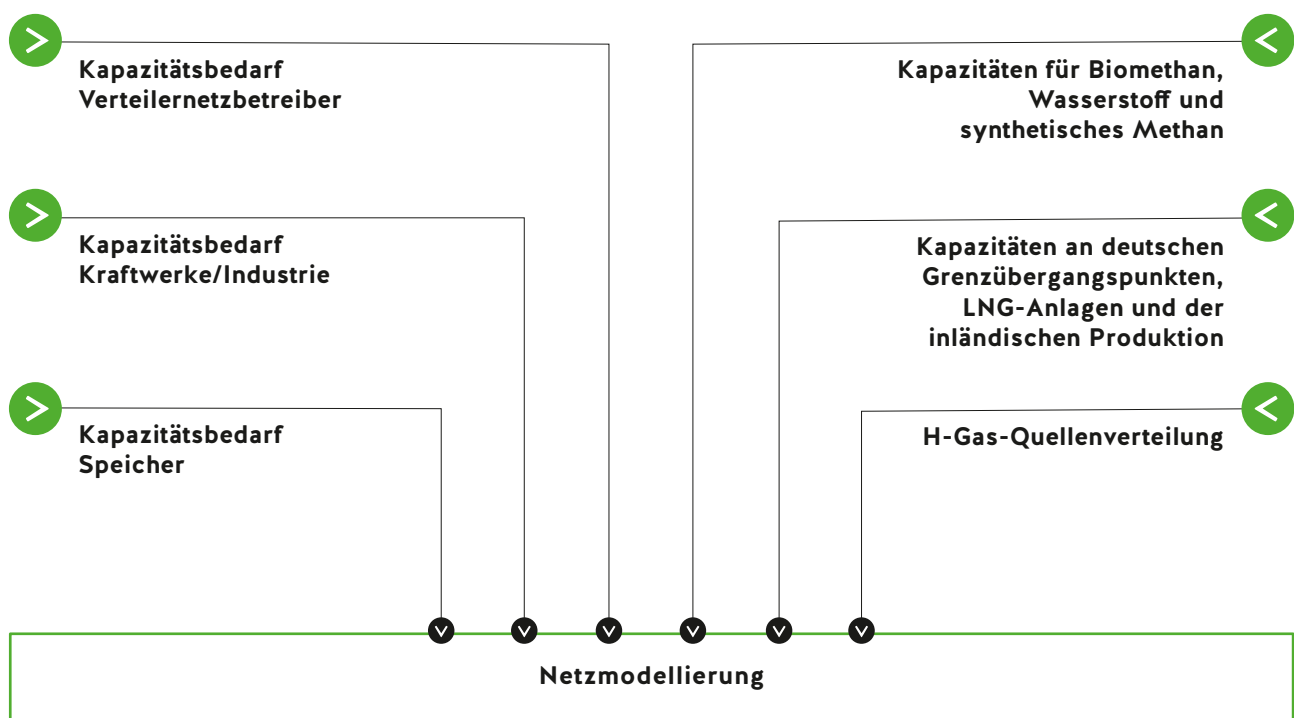 Kapazitätsbedarf
Verteilernetzbetreiber
Kapazitäten für Biomethan,
Wasserstoff und
synthetisches Methan
Kapazitätsbedarf
Kraftwerke/Industrie
Kapazitäten an deutschen
Grenzübergangspunkten,
LNG-Anlagen und der
inländischen Produktion
Kapazitätsbedarf
Speicher
H-Gas-Quellenverteilung
Netzmodellierung